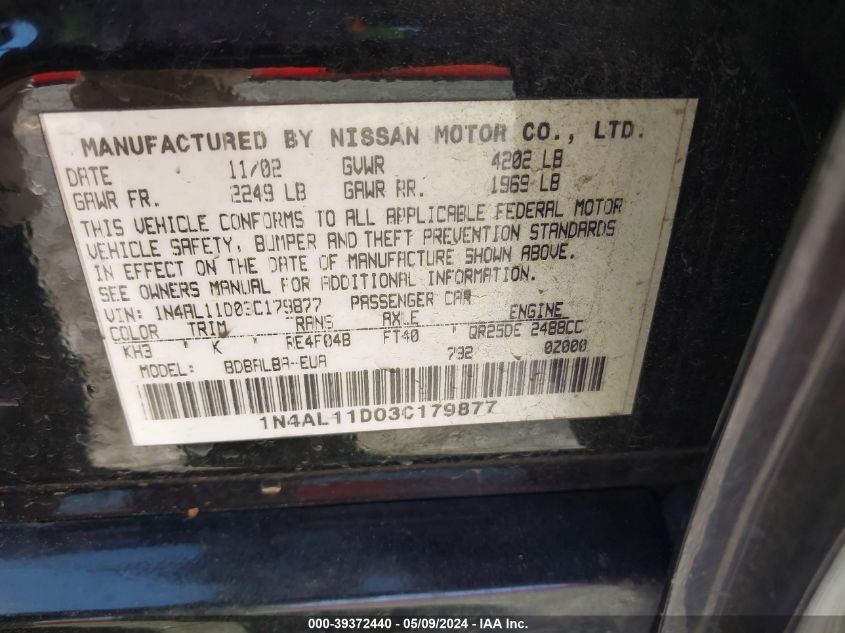 MANUFACTURED BY NISSAN MOTOR CO., LTD.
DATE 11/02 GVWR 4202 LB
GAWR FR. 2249 LB GAWR RR. 1969 LB
THIS VEHICLE CONFORMS TO ALL APPLICABLE FEDERAL MOTOR
VEHICLE SAFETY, BUMPER AND THEFT PREVENTION STANDARDS
IN EFFECT ON THE DATE OF MANUFACTURE SHOWN ABOVE.
SEE OWNERS MANUAL FOR ADDITIONAL INFORMATION.
VIN: 1N4AL11D03C179877 PASSENGER CAR
COLOR TRIM TRANS AXLE ENGINE
KH3 " K " RE4F04B FT40 " QR25DE 2488CC
MODEL: BDBALBA-EUA 792 0Z000
1N4AL11D03C179877
000-39372440 - 05/09/2024 - IAA Inc.